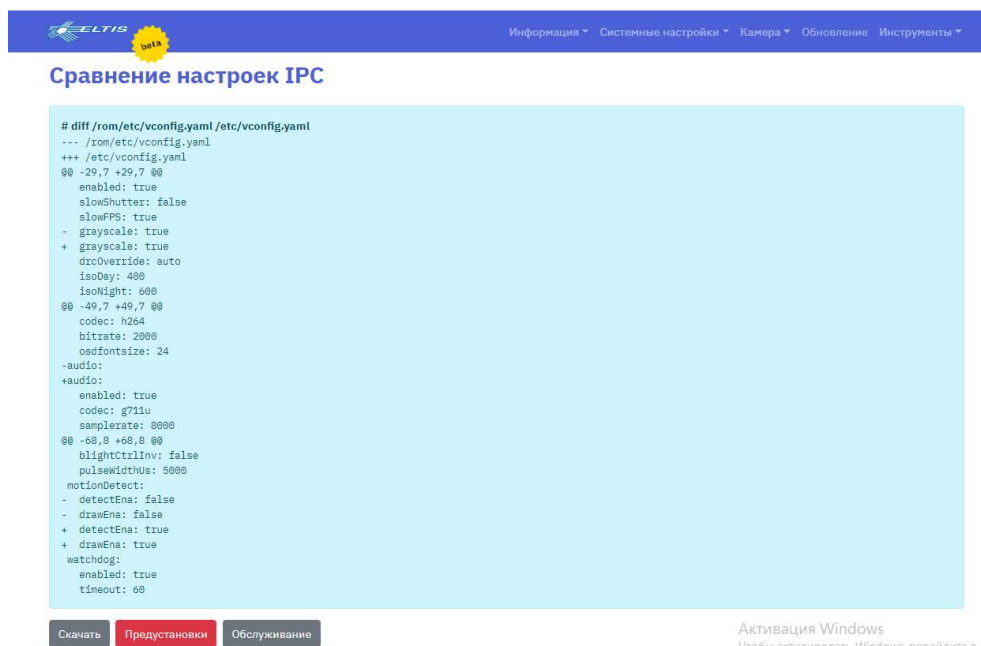 ELTIS
beta
Информация Системные настройки Камера Обновление Инструменты
Сравнение настроек IPC
# diff /rom/etc/vconfig.yaml /etc/vconfig.yaml
--- /rom/etc/vconfig.yaml
+++ /etc/vconfig.yaml
@@ -29,7 +29,7 @@
   enabled: true
   slowShutter: false
   slowFPS: true
-  grayscale: true
+  grayscale: true
   drcOverride: auto
   isoDay: 400
   isoNight: 600
@@ -49,7 +49,7 @@
   codec: h264
   bitrate: 2000
   osdfontsize: 24
-audio:
+audio:
   enabled: true
   codec: g711u
   samplerate: 8000
@@ -68,8 +68,8 @@
   blightCtrlInv: false
   pulseWidthUs: 5000
 motionDetect:
-  detectEna: false
-  drawEna: false
+  detectEna: true
+  drawEna: true
 watchdog:
   enabled: true
   timeout: 60
Скачать Предустановки Обслуживание
Активация Windows